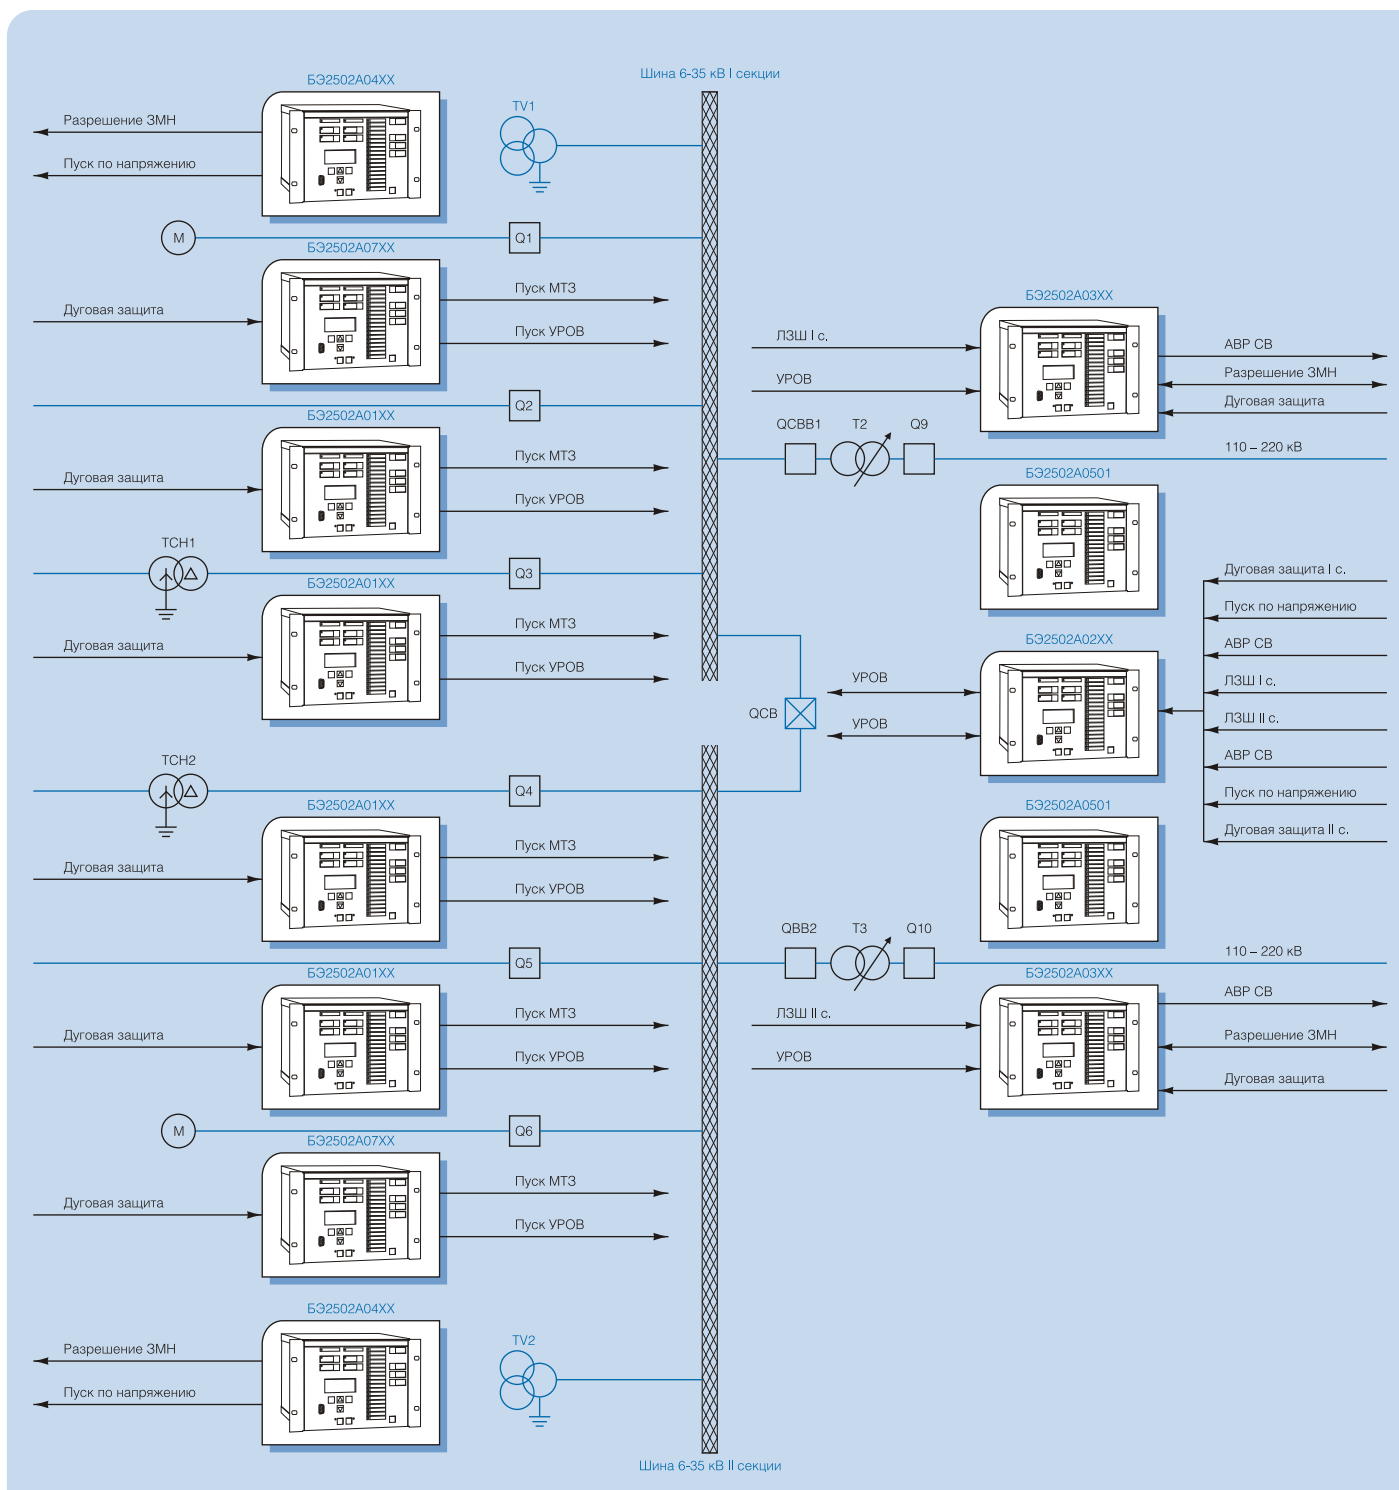 Шина 6-35 кВ I секции
БЭ2502А04ХХ
TV1
Разрешение ЗМН
Пуск по напряжению
М
Q1
БЭ2502А07ХХ
Дуговая защита
Пуск МТЗ
Пуск УРОВ
Q2
БЭ2502А01ХХ
Дуговая защита
Пуск МТЗ
Пуск УРОВ
ТСН1
Q3
БЭ2502А01ХХ
Дуговая защита
Пуск МТЗ
Пуск УРОВ
ТСН2
Q4
БЭ2502А01ХХ
Дуговая защита
Пуск МТЗ
Пуск УРОВ
Q5
БЭ2502А01ХХ
Дуговая защита
Пуск МТЗ
Пуск УРОВ
М
Q6
БЭ2502А07ХХ
Дуговая защита
Пуск МТЗ
Пуск УРОВ
БЭ2502А04ХХ
TV2
Разрешение ЗМН
Пуск по напряжению
Шина 6-35 кВ II секции
БЭ2502А03ХХ
ЛЗШ I с.
УРОВ
АВР СВ
Разрешение ЗМН
Дуговая защита
QCBB1
T2
Q9
110 – 220 кВ
БЭ2502А0501
Дуговая защита I с.
Пуск по напряжению
АВР СВ
ЛЗШ I с.
ЛЗШ II с.
АВР СВ
Пуск по напряжению
Дуговая защита II с.
БЭ2502А02ХХ
УРОВ
УРОВ
QCB
БЭ2502А0501
QBB2
T3
Q10
110 – 220 кВ
БЭ2502А03ХХ
ЛЗШ II с.
УРОВ
АВР СВ
Разрешение ЗМН
Дуговая защита